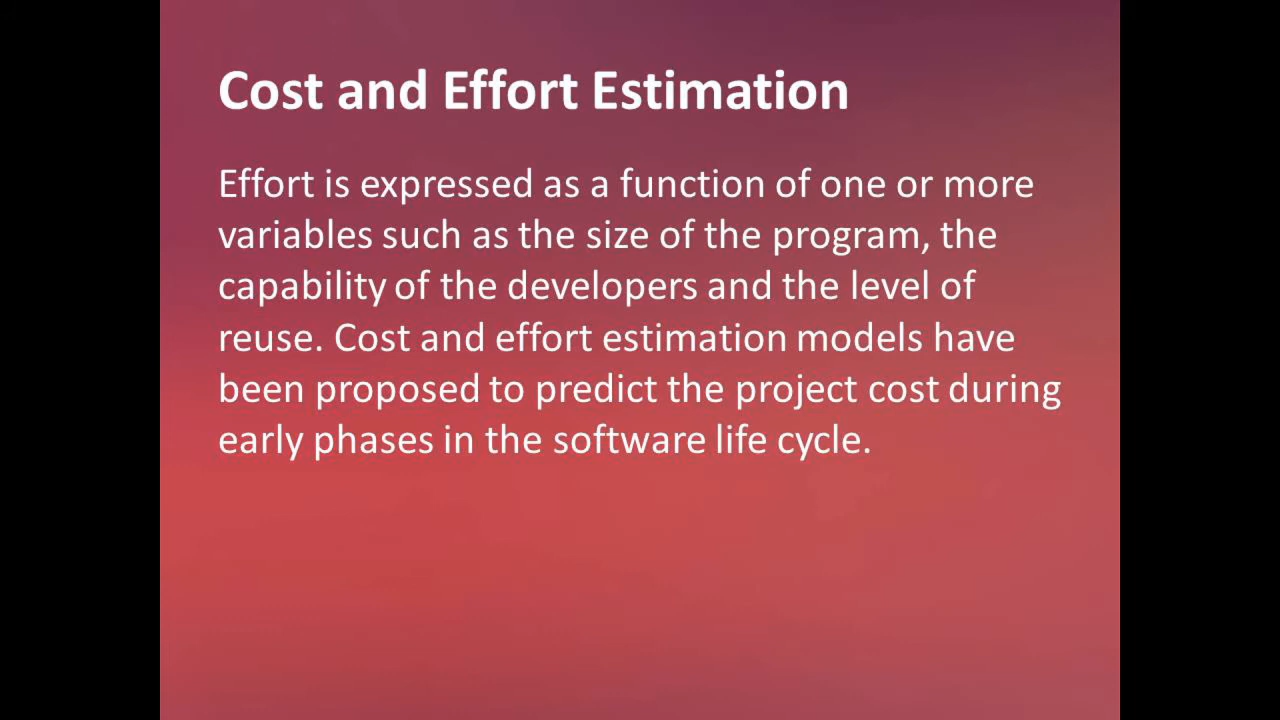 Cost and Effort Estimation
Effort is expressed as a function of one or more
variables such as the size of the program, the
capability of the developers and the level of
reuse. Cost and effort estimation models have
been proposed to predict the project cost during
early phases in the software life cycle.